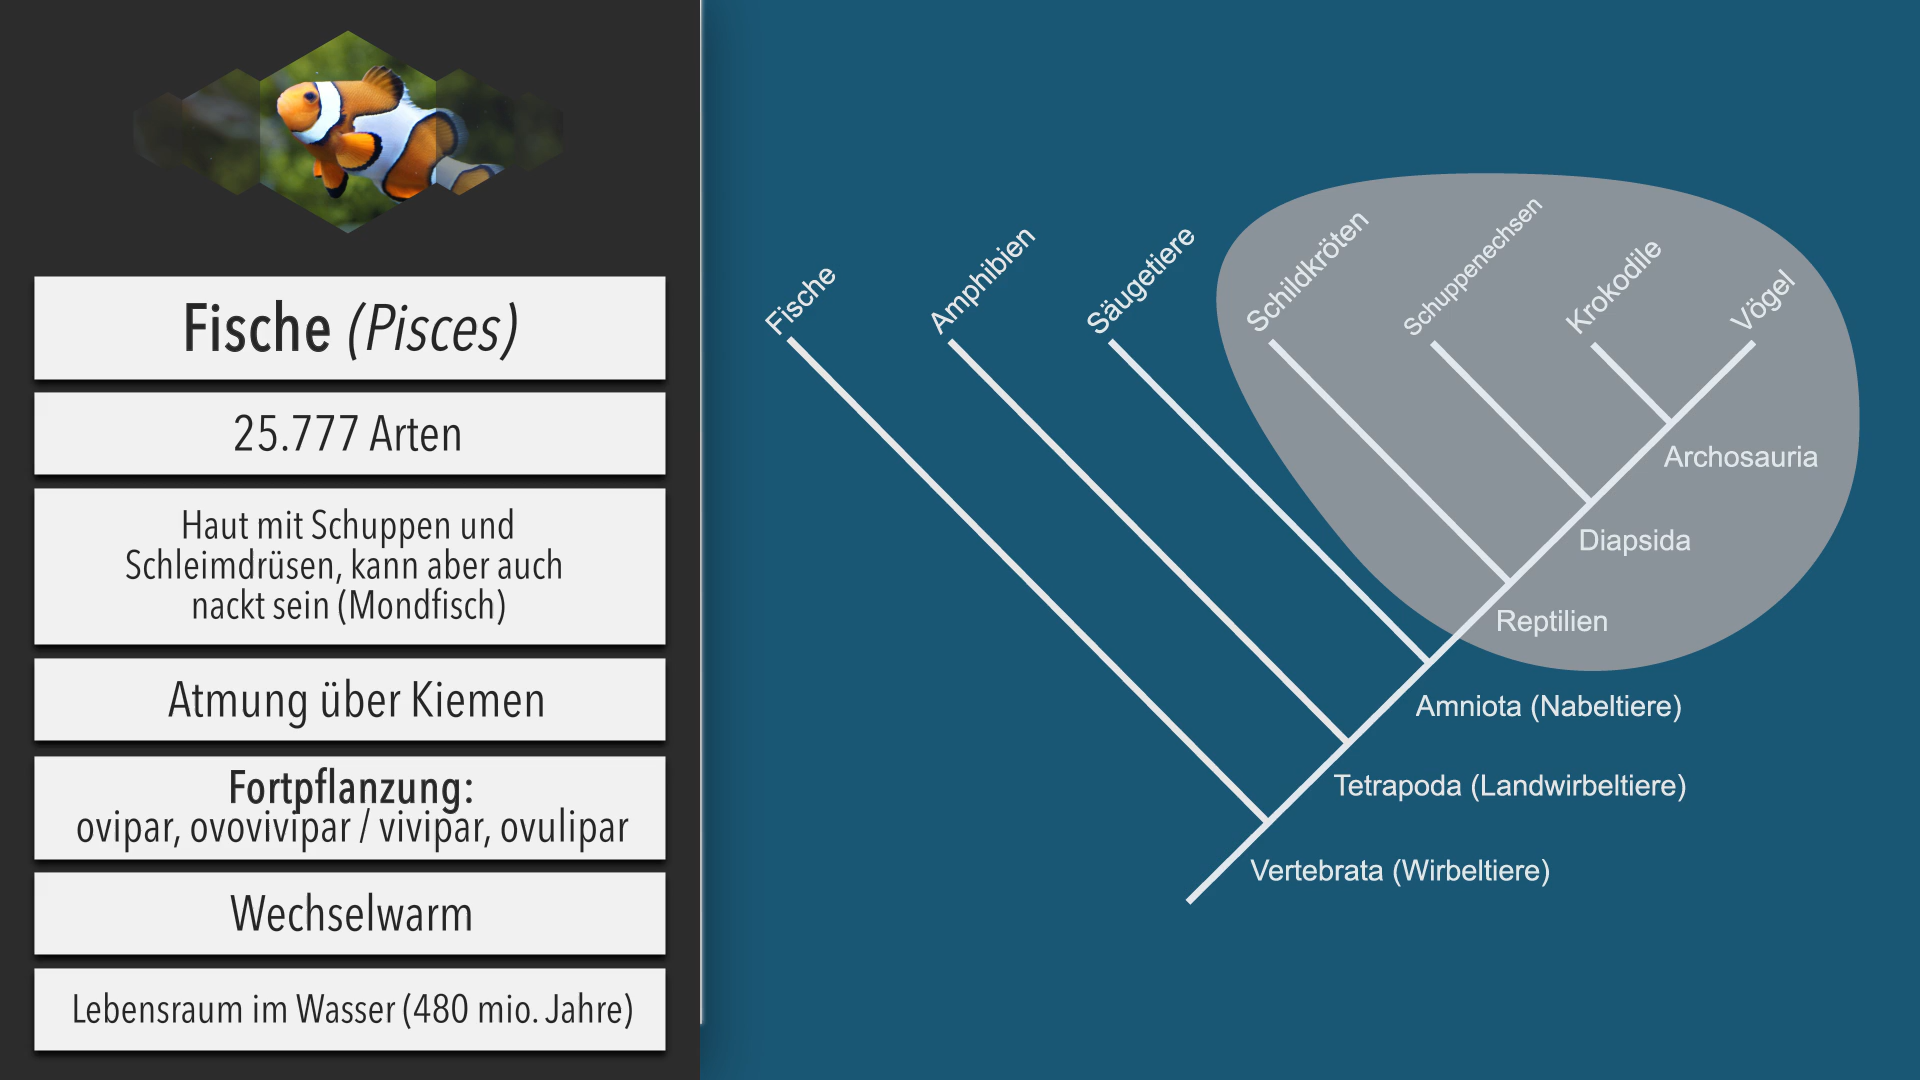 Fische (Pisces)
25.777 Arten
Haut mit Schuppen und
Schleimdrüsen, kann aber auch
nackt sein (Mondfisch)
Atmung über Kiemen
Fortpflanzung:
ovipar, ovovivipar / vivipar, ovulipar
Wechselwarm
Lebensraum im Wasser (480 mio. Jahre)
Fische
Amphibien
Säugetiere
Schildkröten
Schuppenechsen
Krokodile
Vögel
Archosauria
Diapsida
Reptilien
Amniota (Nabeltiere)
Tetrapoda (Landwirbeltiere)
Vertebrata (Wirbeltiere)